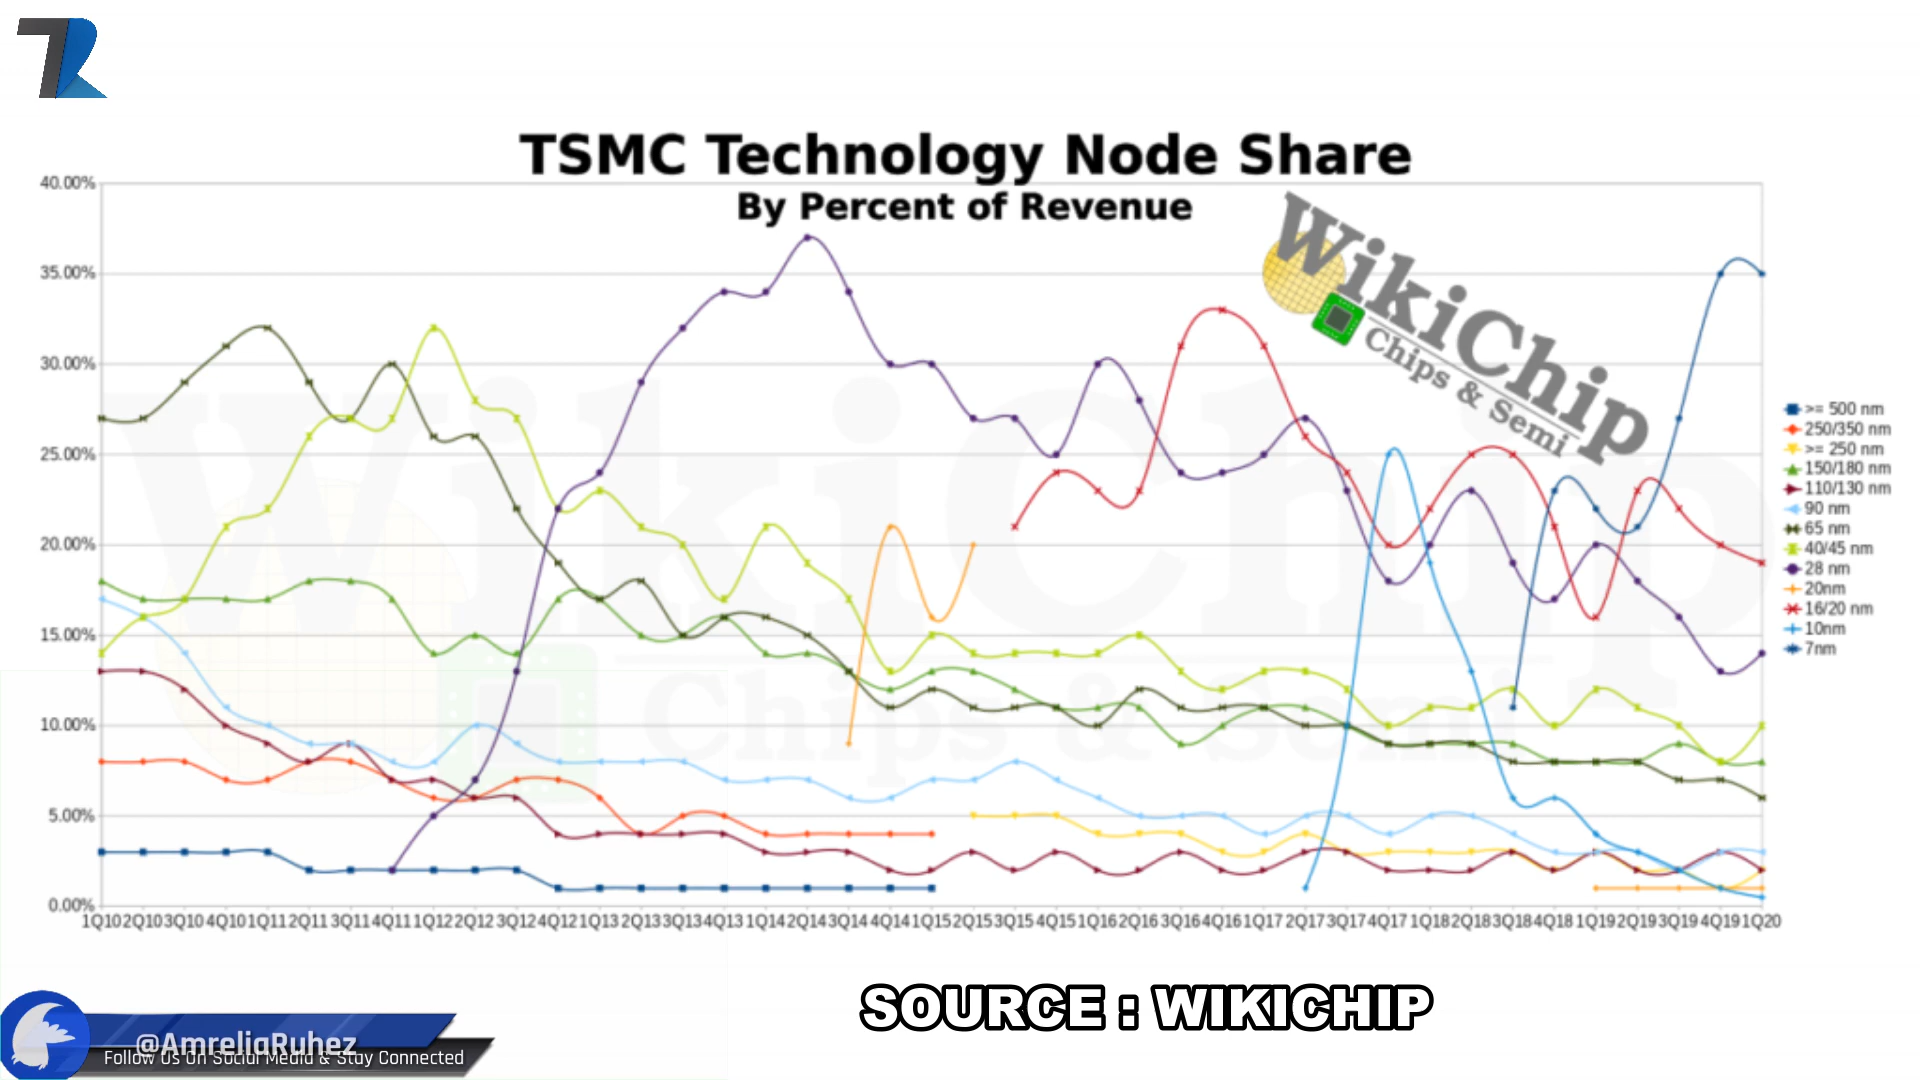 TSMC Technology Node Share
By Percent of Revenue
WikiChip
Chips & Semi
40.00%
35.00%
30.00%
25.00%
20.00%
15.00%
10.00%
5.00%
0.00%
1Q10 2Q10 3Q10 4Q10 1Q11 2Q11 3Q11 4Q11 1Q12 2Q12 3Q12 4Q12 1Q13 2Q13 3Q13 4Q13 1Q14 2Q14 3Q14 4Q14 1Q15 2Q15 3Q15 4Q15 1Q16 2Q16 3Q16 4Q16 1Q17 2Q17 3Q17 4Q17 1Q18 2Q18 3Q18 4Q18 1Q19 2Q19 3Q19 4Q19 1Q20
>= 500 nm
250/350 nm
>= 250 nm
150/180 nm
110/130 nm
90 nm
65 nm
40/45 nm
28 nm
20nm
16/20 nm
10nm
7nm
WikiChip
Chips & Semi
SOURCE : WIKICHIP
@AmreliaRuhez
Follow Us On Social Media & Stay Connected